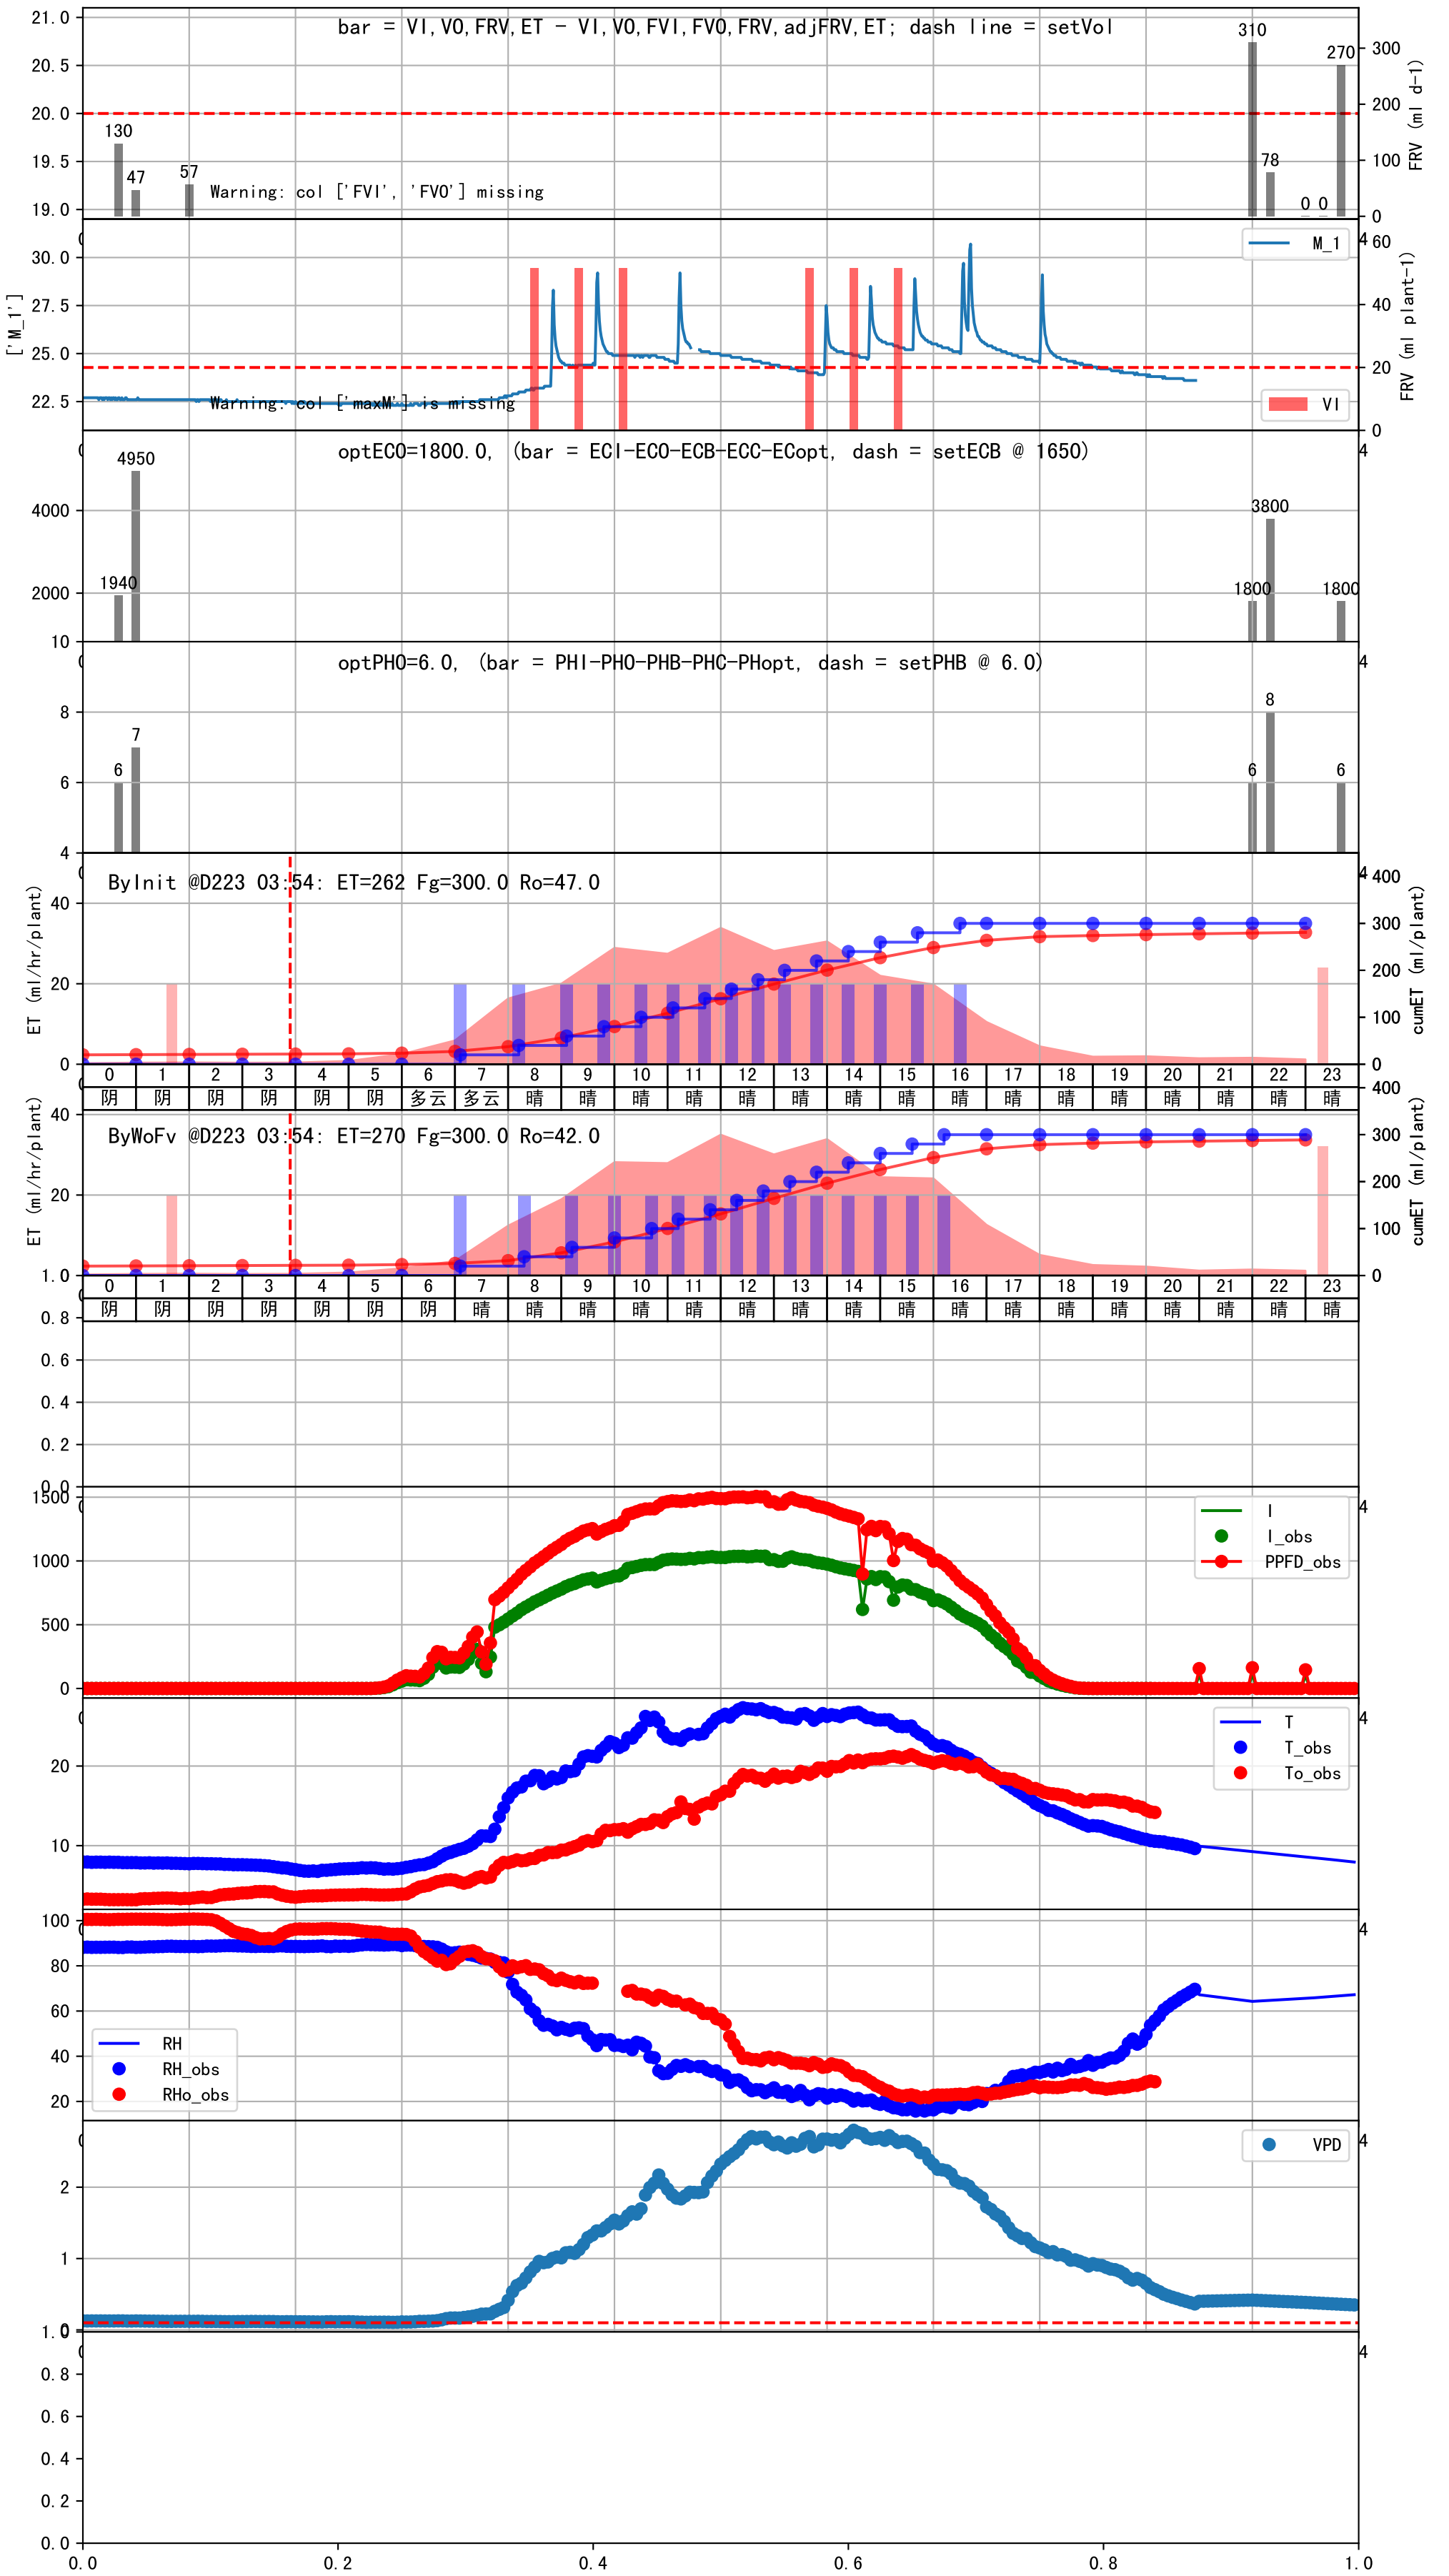 bar = VI,VO,FRV,ET - VI,VO,FVI,FVO,FRV,adjFRV,ET; dash line = setVol
21.0
20.5
20.0
19.5
19.0
130
47
57
310
78
0
0
270
Warning: col ['FVI', 'FVO'] missing
300
200
100
0
FRV (ml d-1)
4
['M_1']
30.0
27.5
25.0
22.5
M_1
VI
Warning: col ['maxM'] is missing
60
40
20
0
FRV (ml plant-1)
4
optECO=1800.0, (bar = ECI-ECO-ECB-ECC-ECopt, dash = setECB @ 1650)
4000
2000
1940
4950
1800
3800
1800
4
optPHO=6.0, (bar = PHI-PHO-PHB-PHC-PHopt, dash = setPHB @ 6.0)
10
8
6
4
6
7
6
8
6
4
ByInit @D223 03:54: ET=262 Fg=300.0 Ro=47.0
ET (ml/hr/plant)
40
20
0
400
300
200
100
0
cumET (ml/plant)
0 1 2 3 4 5 6 7 8 9 10 11 12 13 14 15 16 17 18 19 20 21 22 23
阴 阴 阴 阴 阴 阴 多云 多云 晴 晴 晴 晴 晴 晴 晴 晴 晴 晴 晴 晴 晴 晴 晴 晴
ByWoFv @D223 03:54: ET=270 Fg=300.0 Ro=42.0
ET (ml/hr/plant)
40
20
400
300
200
100
0
cumET (ml/plant)
0 1 2 3 4 5 6 7 8 9 10 11 12 13 14 15 16 17 18 19 20 21 22 23
阴 阴 阴 阴 阴 阴 阴 晴 晴 晴 晴 晴 晴 晴 晴 晴 晴 晴 晴 晴 晴 晴 晴 晴
1.0
0.8
0.6
0.4
0.2
0.0
1500
1000
500
0
I
I_obs
PPFD_obs
4
20
10
T
T_obs
To_obs
4
100
80
60
40
20
RH
RH_obs
RHo_obs
4
2
1
0
VPD
4
1.0
0.8
0.6
0.4
0.2
0.0
4
0.0 0.2 0.4 0.6 0.8 1.0